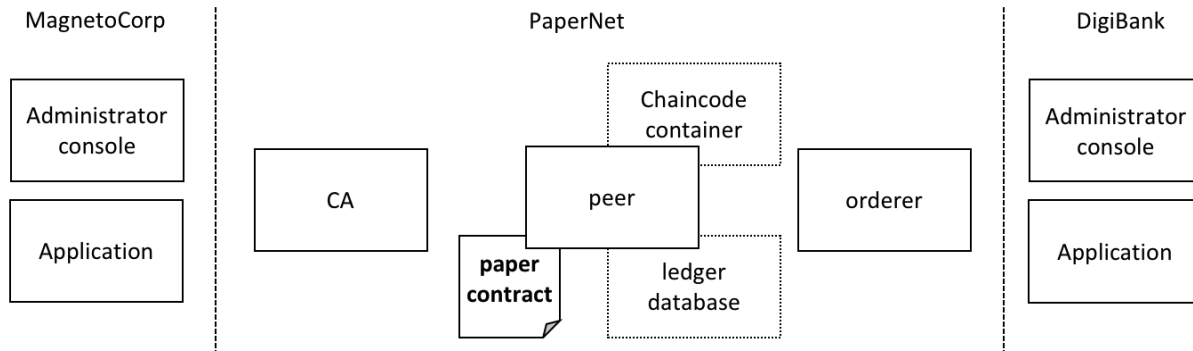 MagnetoCorp
PaperNet
DigiBank
Administrator
console
Application
CA
Chaincode
container
peer
paper
contract
ledger
database
orderer
Administrator
console
Application